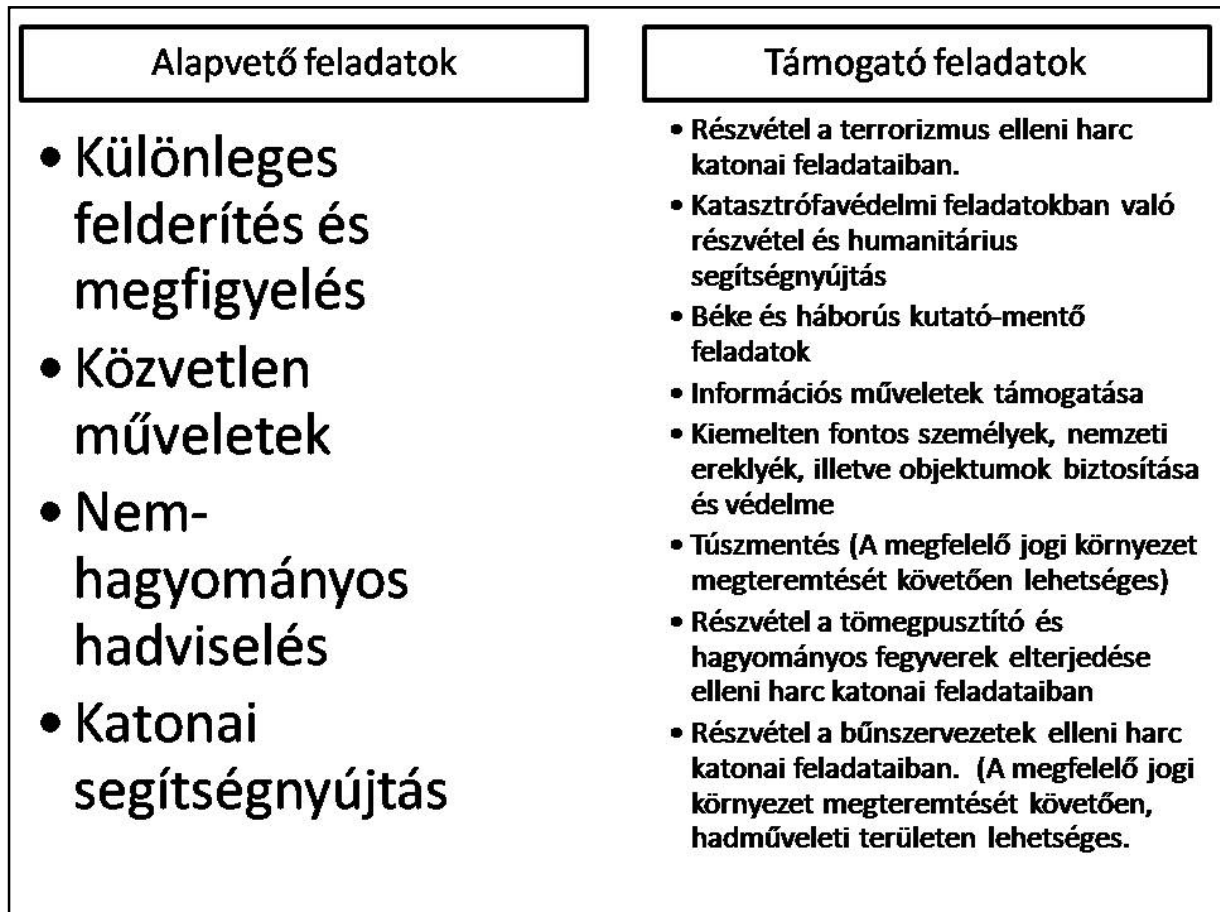 Alapvető feladatok
• Különleges
felderítés és
megfigyelés
• Közvetlen
műveletek
• Nem-
hagyományos
hadviselés
• Katonai
segítségnyújtás
Támogató feladatok
• Részvétel a terrorizmus elleni harc
katonai feladataiban.
• Katasztrófavédelmi feladatokban való
részvétel és humanitárius
segítségnyújtás
• Béke és háborús kutató-mentő
feladatok
• Információs műveletek támogatása
• Kiemelten fontos személyek, nemzeti
ereklyék, illetve objektumok biztosítása
és védelme
• Túszmentés (A megfelelő jogi környezet
megteremtését követően lehetséges)
• Részvétel a tömegpusztító és
hagyományos fegyverek elterjedése
elleni harc katonai feladataiban
• Részvétel a bűnszervezetek elleni harc
katonai feladataiban. (A megfelelő jogi
környezet megteremtését követően,
hadműveleti területen lehetséges.